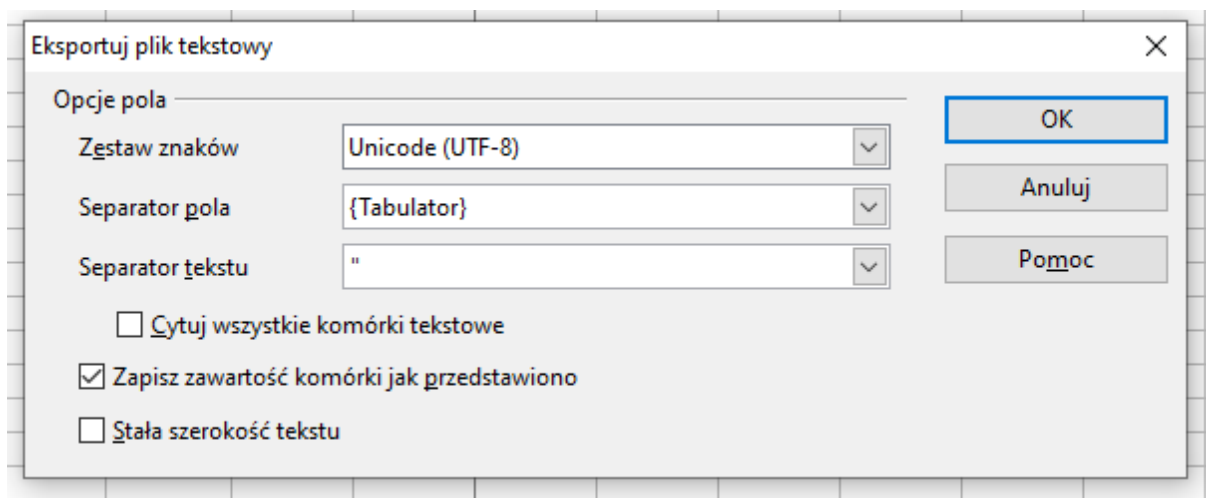 Eksportuj plik tekstowy
Opcje pola
Zestaw znaków Unicode (UTF-8)
Separator pola {Tabulator}
Separator tekstu "
Cytuj wszystkie komórki tekstowe
Zapisz zawartość komórki jak przedstawiono
Stała szerokość tekstu
OK
Anuluj
Pomoc